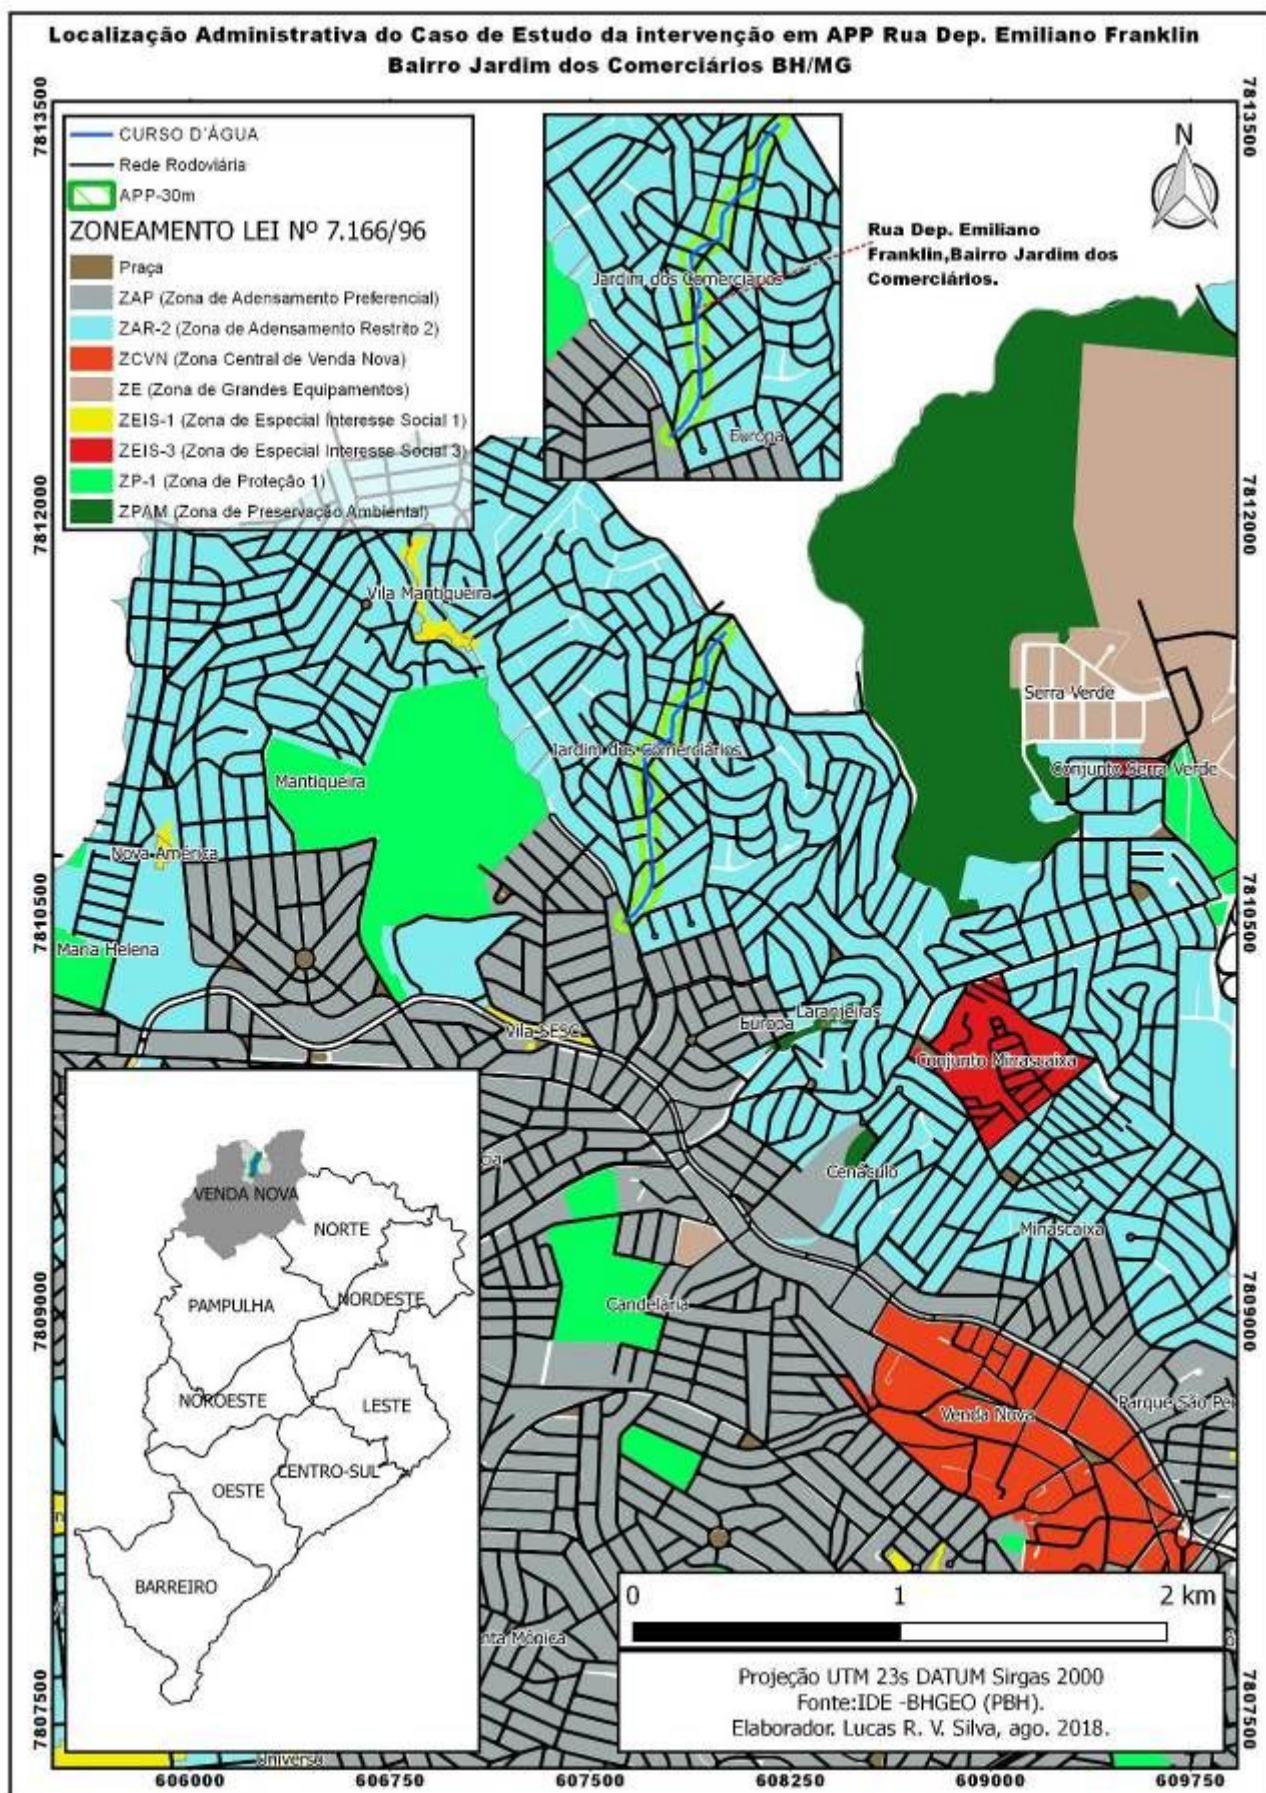 Localização Administrativa do Caso de Estudo da intervenção em APP Rua Dep. Emiliano Franklin
Bairro Jardim dos Comerciários BH/MG
7813500
7813500
CURSO D'ÁGUA
Rede Rodoviária
APP-30m
ZONEAMENTO LEI Nº 7.166/96
Praça
ZAP (Zona de Adensamento Preferencial)
ZAR-2 (Zona de Adensamento Restrito 2)
ZCVN (Zona Central de Venda Nova)
ZE (Zona de Grandes Equipamentos)
ZEIS-1 (Zona de Especial Interesse Social 1)
ZEIS-3 (Zona de Especial Interesse Social 3)
ZP-1 (Zona de Proteção 1)
ZPAM (Zona de Preservação Ambiental)
Jardim dos Comerciários
Europa
Rua Dep. Emiliano
Franklin,Bairro Jardim dos
Comerciários.
N
7812000
7812000
Vila Mantiqueira
Serra Verde
Jardim dos Comerciários
Conjunto Serra Verde
Mantiqueira
Nova América
7810500
7810500
Maria Helena
Laranjeiras
Europa
Vila SESC
Conjunto Minascaixa
Cenáculo
Minascaixa
Candelária
7809000
7809000
Venda Nova
Parque São Pe
VENDA NOVA
NORTE
PAMPULHA
NORDESTE
NOROESTE
LESTE
CENTRO-SUL
OESTE
BARREIRO
nta Mônica
Universo
0 1 2 km
Projeção UTM 23s DATUM Sirgas 2000
Fonte:IDE -BHGEO (PBH).
Elaborador. Lucas R. V. Silva, ago. 2018.
7807500
7807500
606000 606750 607500 608250 609000 609750